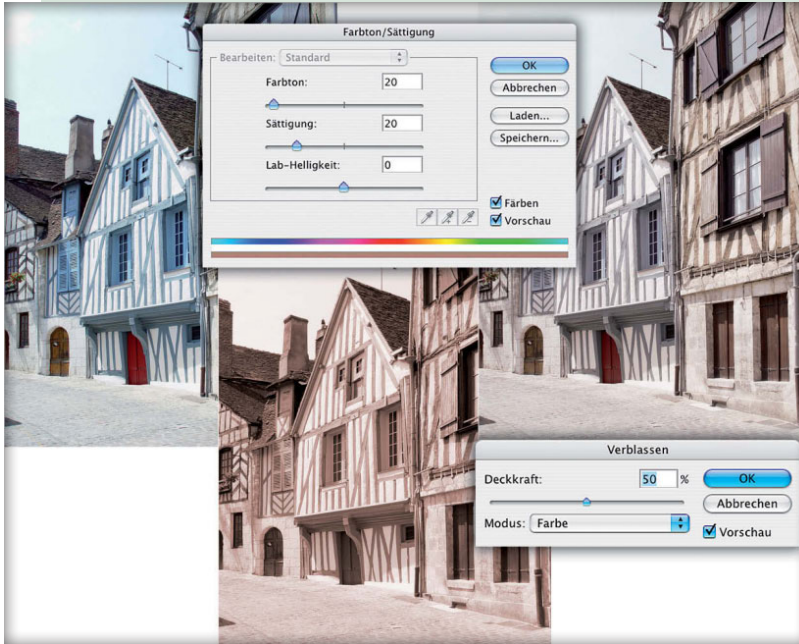 Farbton/Sättigung
Bearbeiten: Standard
OK
Farbton: 20
Abbrechen
Sättigung: 20
Laden...
Speichern...
Lab-Helligkeit: 0
Färben
Vorschau
Verblassen
Deckkraft: 50 %
OK
Abbrechen
Modus: Farbe
Vorschau